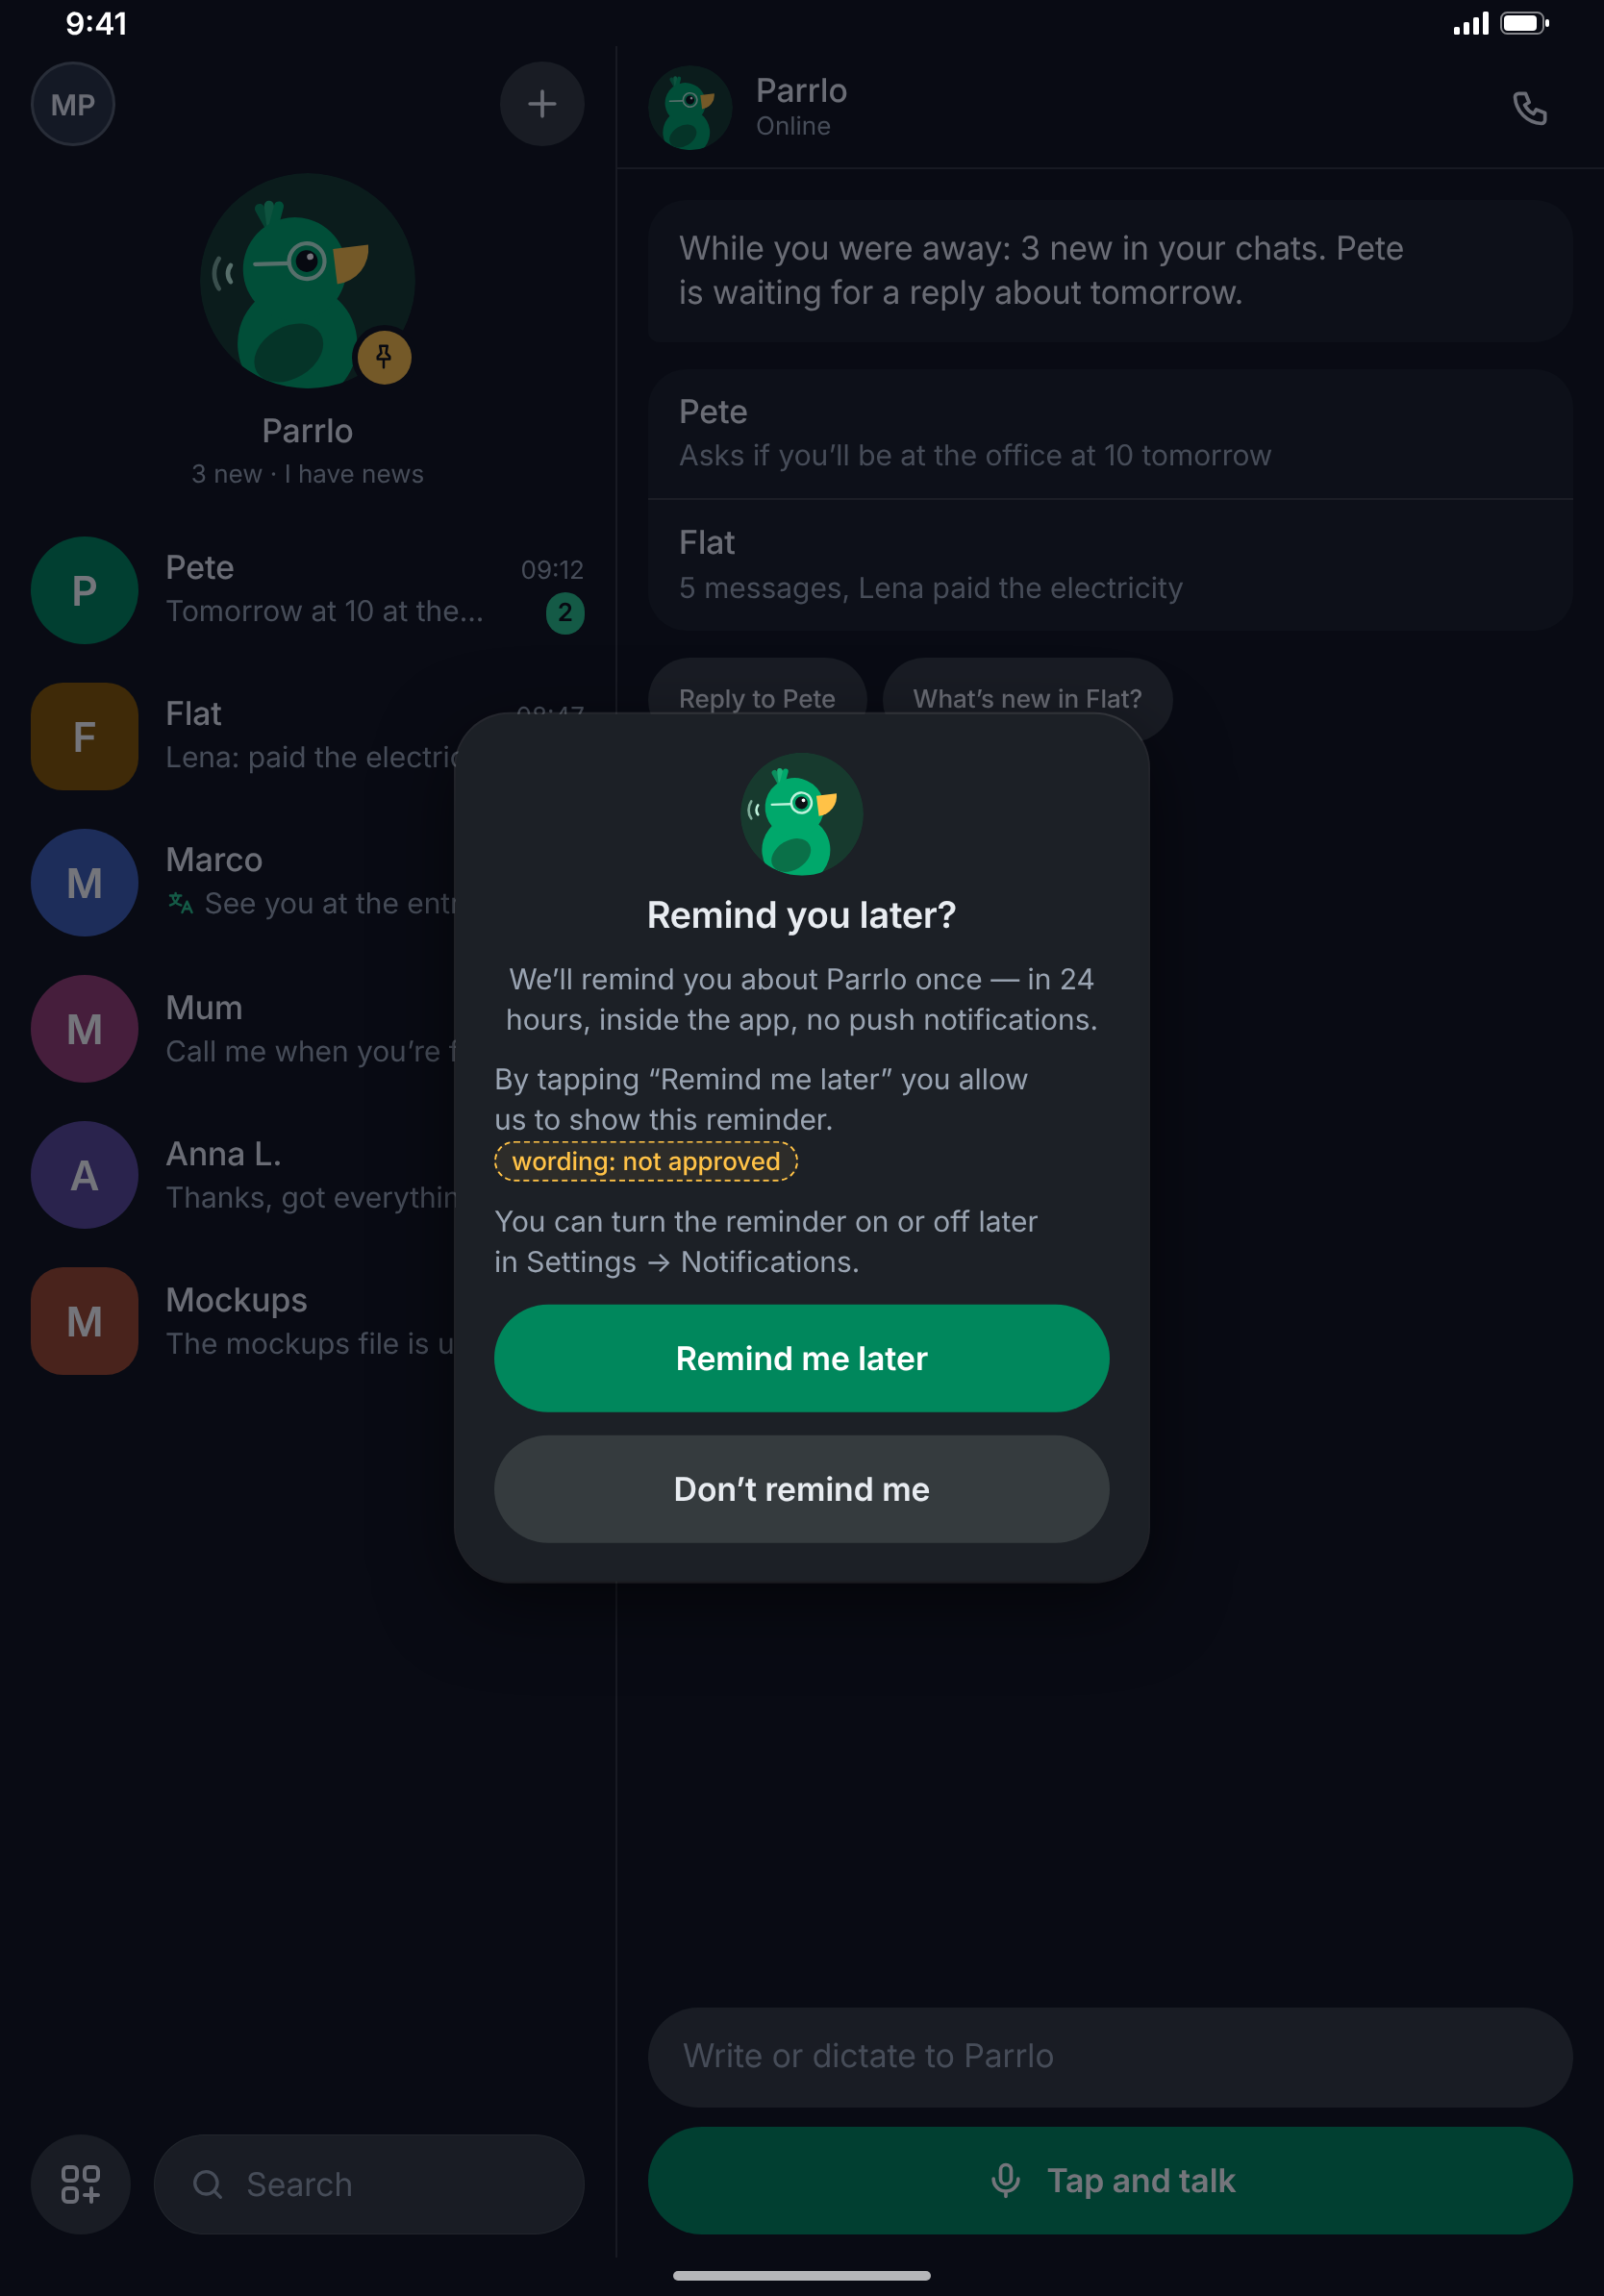 9:41
MP
Parrlo
3 new · I have news
P
Pete
09:12
Tomorrow at 10 at the…
2
F
Flat
08:47
Lena: paid the electric
M
Marco
See you at the entr
M
Mum
Call me when you’re f
A
Anna L.
Thanks, got everythin
M
Mockups
The mockups file is u
Search
Parrlo
Online
While you were away: 3 new in your chats. Pete
is waiting for a reply about tomorrow.
Pete
Asks if you’ll be at the office at 10 tomorrow
Flat
5 messages, Lena paid the electricity
Reply to Pete
What’s new in Flat?
Remind you later?
We’ll remind you about Parrlo once — in 24
hours, inside the app, no push notifications.
By tapping “Remind me later” you allow
us to show this reminder.
wording: not approved
You can turn the reminder on or off later
in Settings → Notifications.
Remind me later
Don’t remind me
Write or dictate to Parrlo
Tap and talk